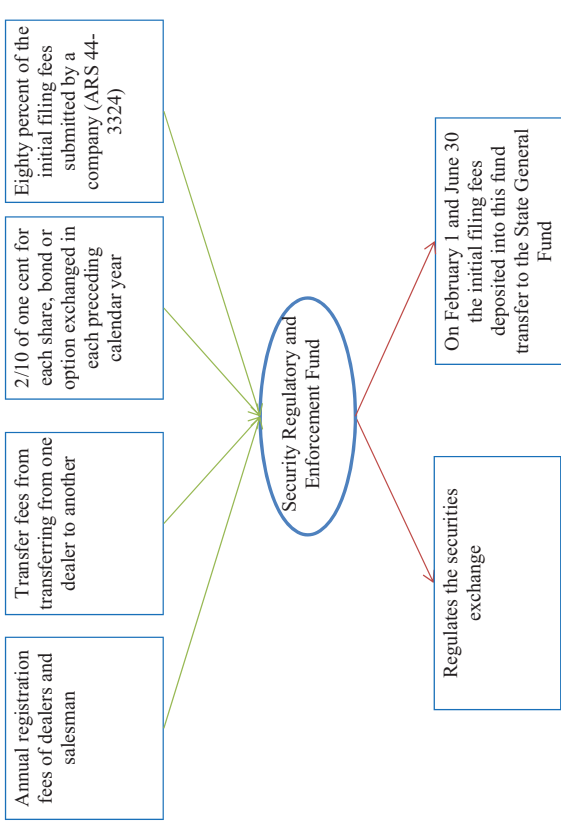 Annual registration
fees of dealers and
salesman
Transfer fees from
transferring from one
dealer to another
2/10 of one cent for
each share, bond or
option exchanged in
each preceding
calendar year
Eighty percent of the
initial filing fees
submitted by a
company (ARS 44-
3324)
Security Regulatory and
Enforcement Fund
Regulates the securities
exchange
On February 1 and June 30
the initial filing fees
deposited into this fund
transfer to the State General
Fund